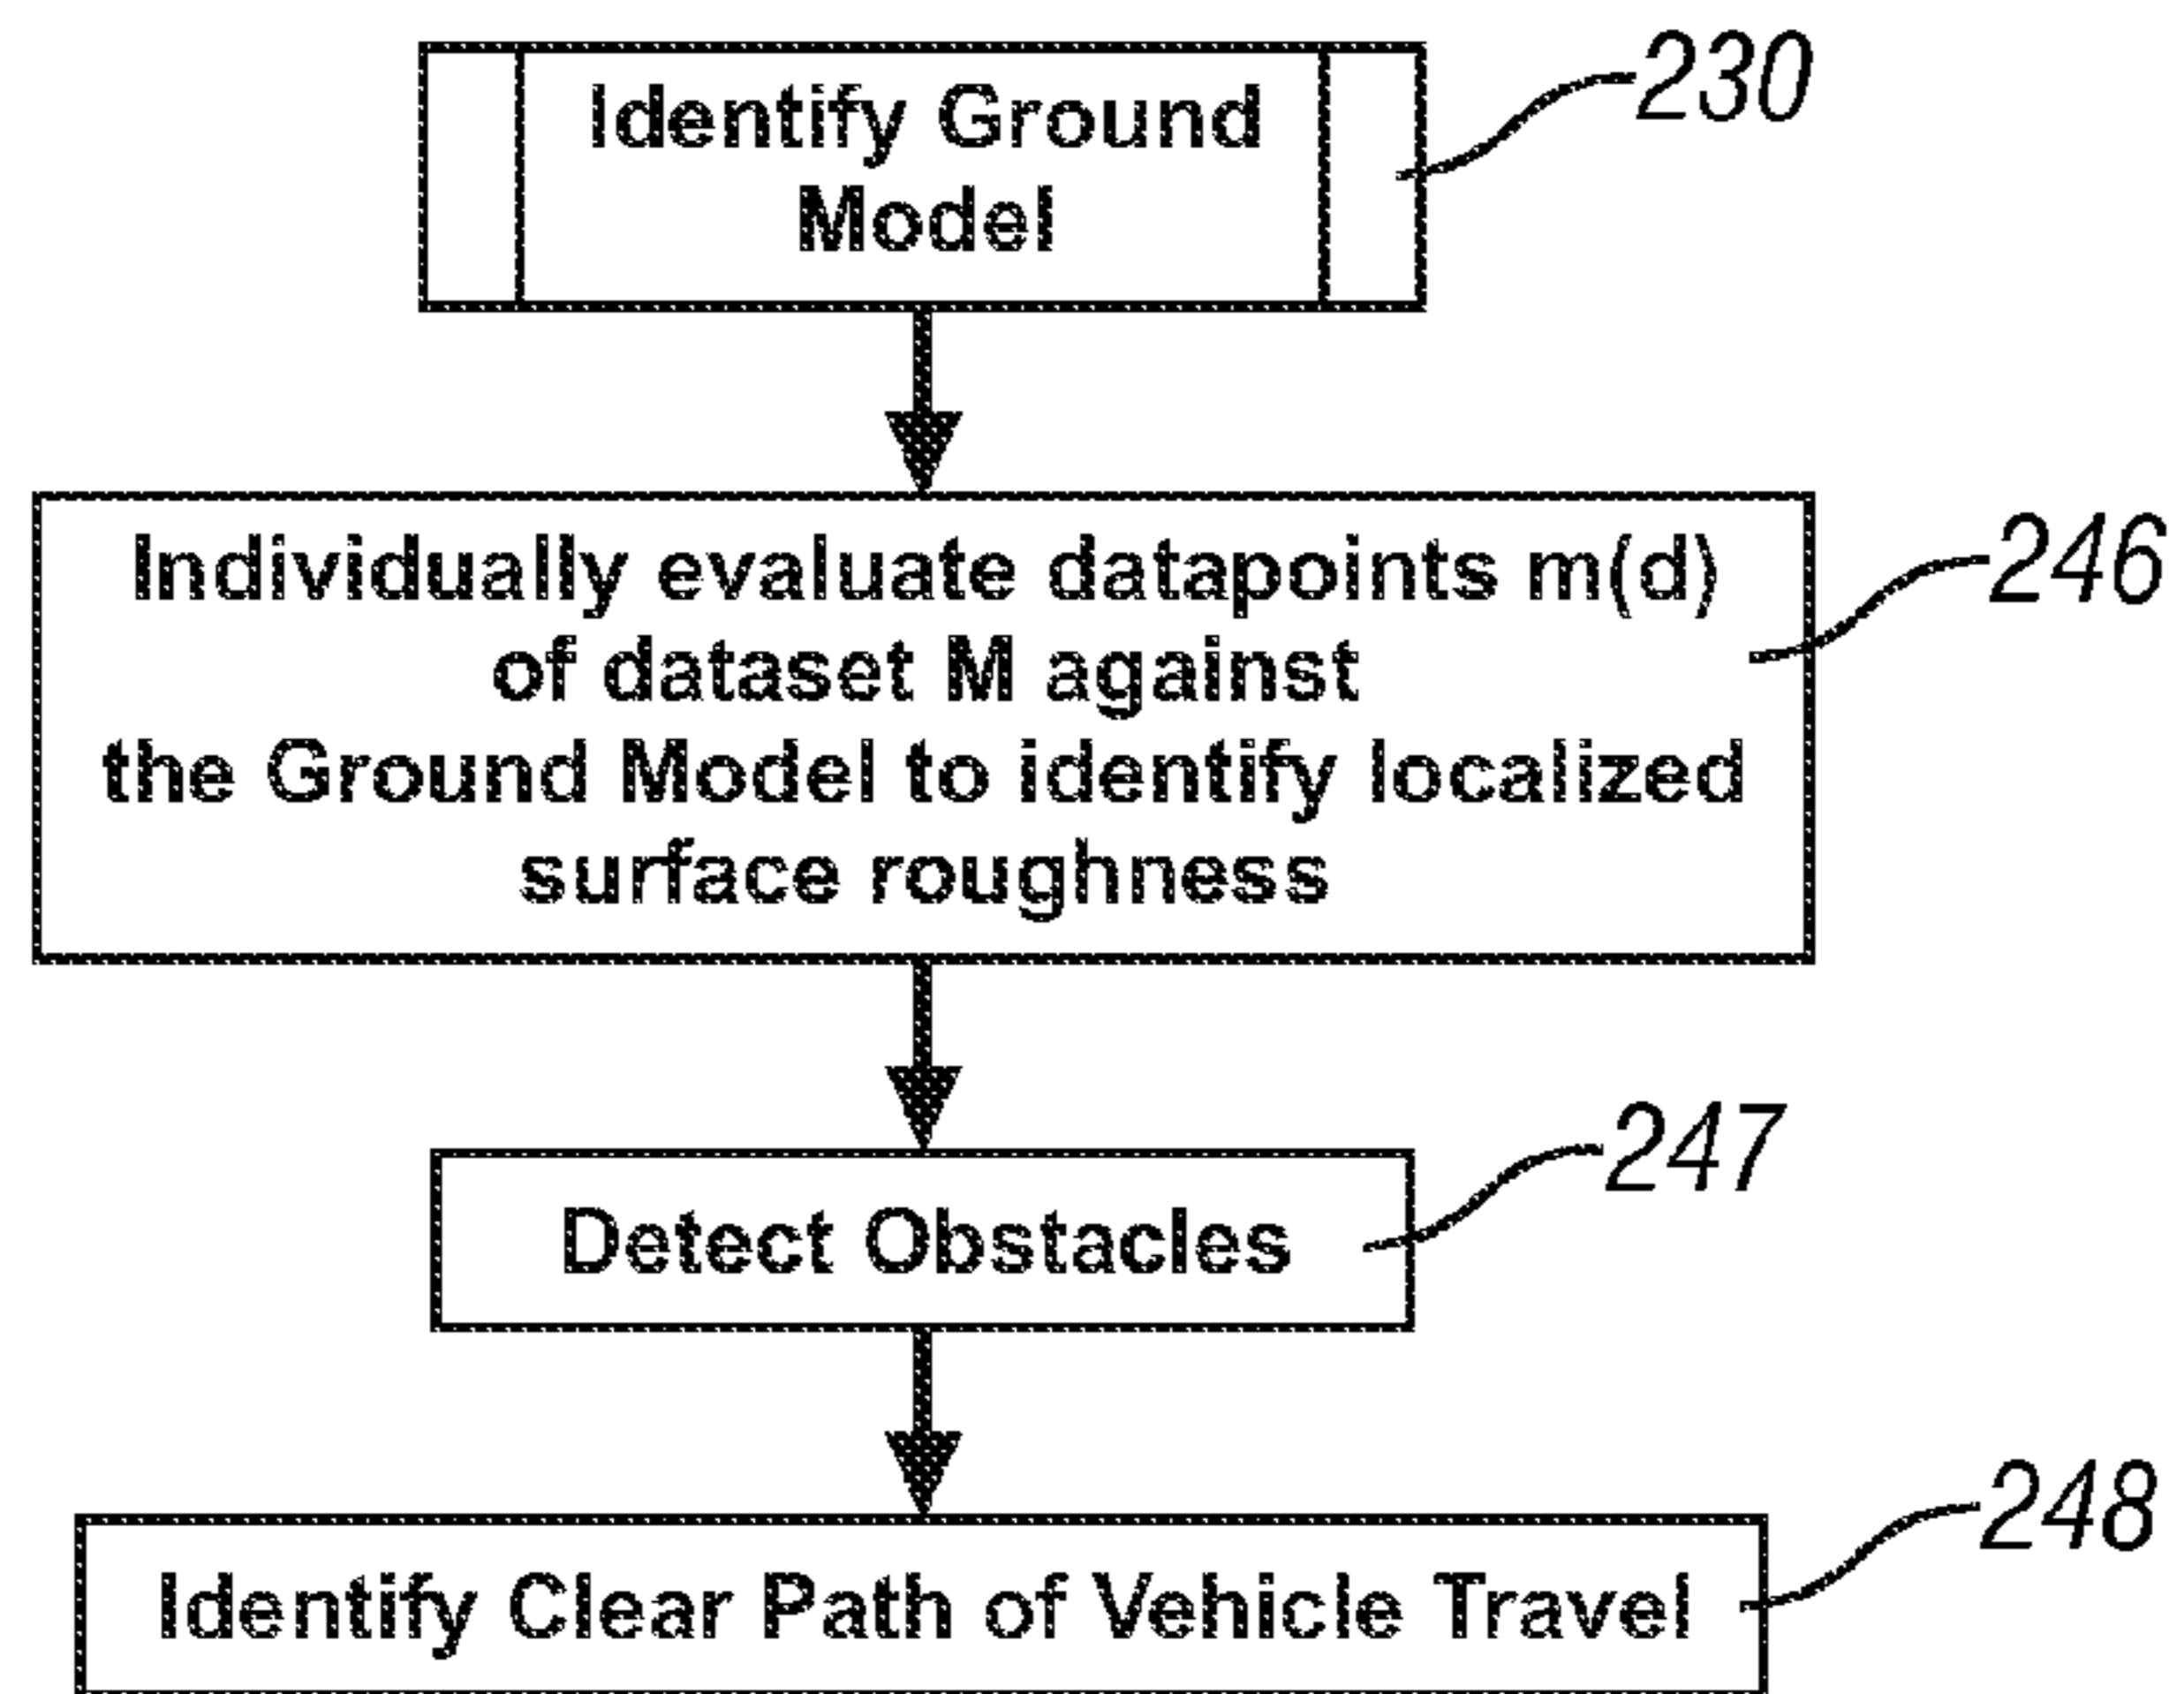 Identify Ground
Model
230
Individually evaluate datapoints m(d)
of dataset M against
the Ground Model to identify localized
surface roughness
246
Detect Obstacles
247
Identify Clear Path of Vehicle Travel
248